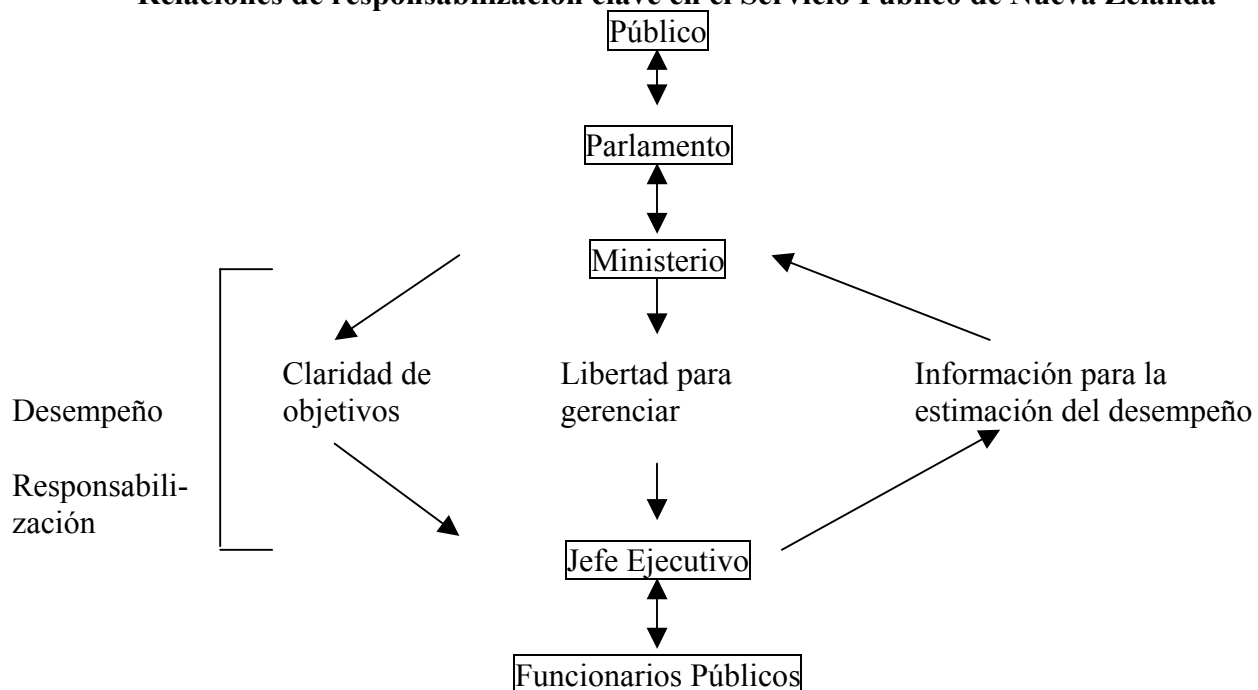 Relaciones de responsabilización clave en el Servicio Público de Nueva Zelanda
Público
Parlamento
Ministerio
Claridad de
objetivos
Libertad para
gerenciar
Información para la
estimación del desempeño
Desempeño
Responsabili-
zación
Jefe Ejecutivo
Funcionarios Públicos